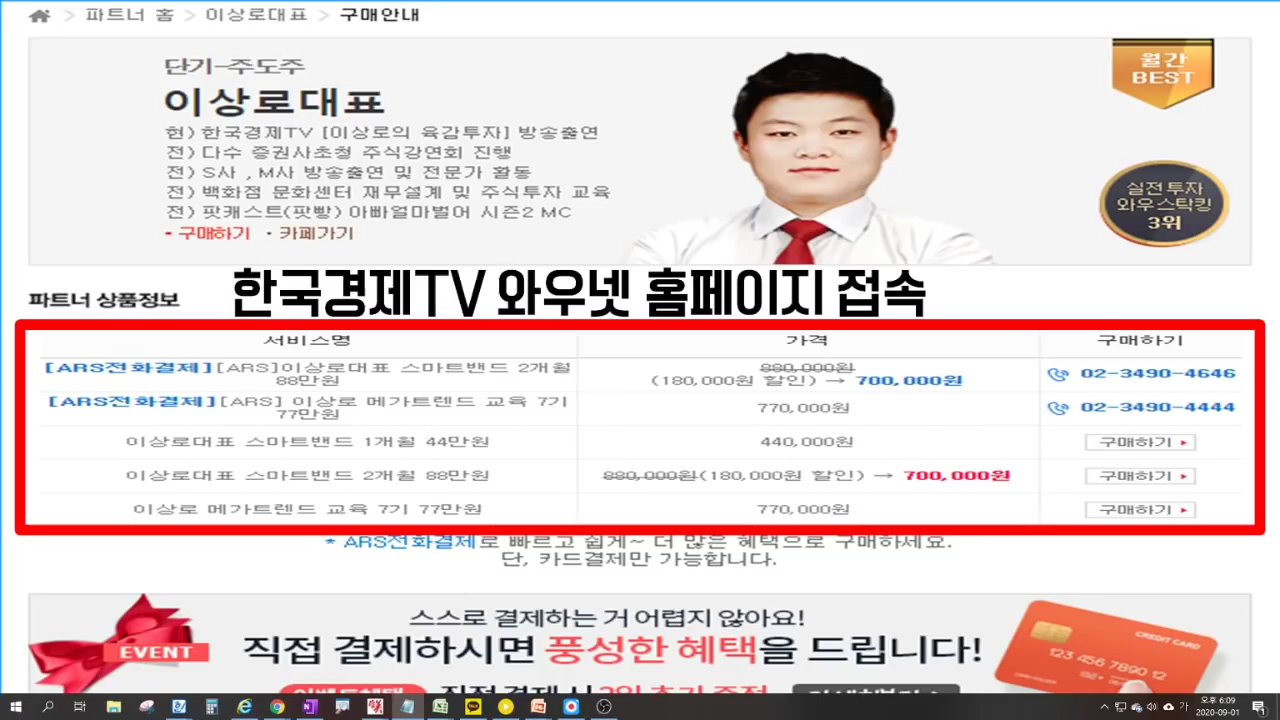 파트너 홈 > 이상로대표 > 구매안내
단기-주도주
이상로대표
현) 한국경제TV [이상로의 육감투자] 방송출연
전) 다수 증권사초청 주식강연회 진행
전) S사 , M사 방송출연 및 전문가 활동
전) 백화점 문화센터 재무설계 및 주식투자 교육
전) 팟캐스트(팟빵) 아빠얼마벌어 시즌2 MC
• 구매하기 • 카페가기
월간
BEST
실전투자
와우스탁킹
3위
파트너 상품정보
한국경제TV 와우넷 홈페이지 접속
서비스명 가격 구매하기
[ARS전화결제][ARS]이상로대표 스마트밴드 2개월
88만원
880,000원
(180,000원 할인) → 700,000원
02-3490-4646
[ARS전화결제][ARS] 이상로 메가트렌드 교육 7기
77만원
770,000원
02-3490-4444
이상로대표 스마트밴드 1개월 44만원 440,000원 구매하기
이상로대표 스마트밴드 2개월 88만원 880,000원(180,000원 할인) → 700,000원 구매하기
이상로 메가트렌드 교육 7기 77만원 770,000원 구매하기
* ARS전화결제로 빠르고 쉽게~ 더 많은 혜택으로 구매하세요.
단, 카드결제만 가능합니다.
EVENT
스스로 결제하는 거 어렵지 않아요!
직접 결제하시면 풍성한 혜택을 드립니다!
CREDIT CARD
123 456 7890 12
오후 6:09
2020-09-01